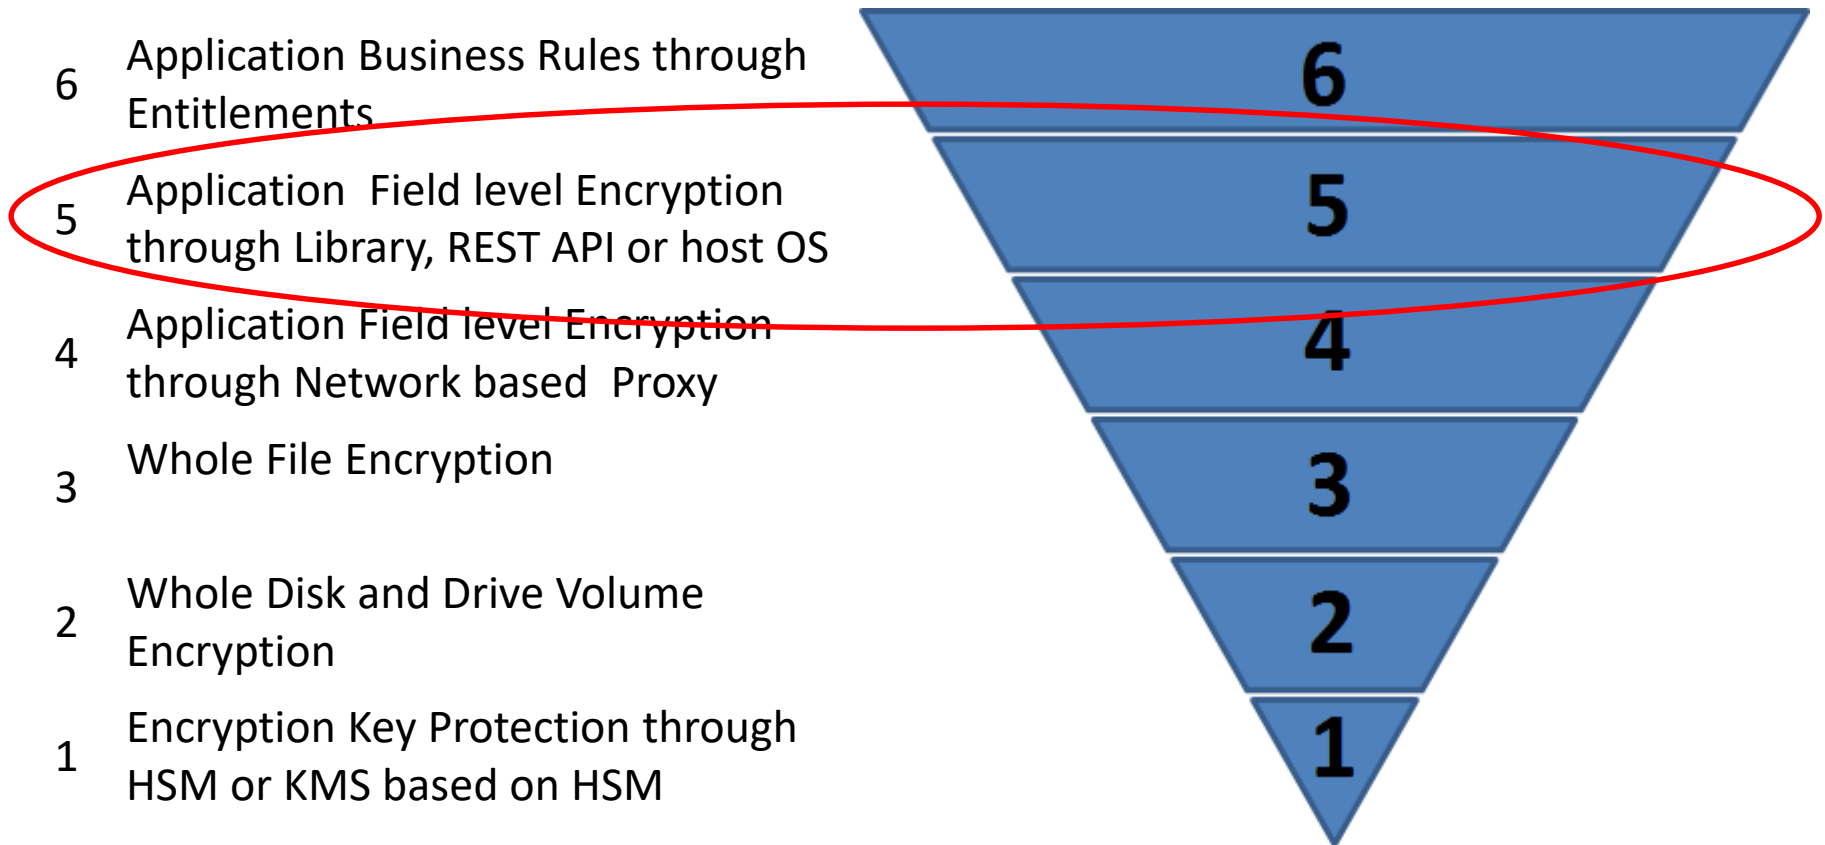 6
Application Business Rules through
Entitlements
5
Application  Field level Encryption
through Library, REST API or host OS
4
Application Field level Encryption
through Network based  Proxy
3
Whole File Encryption
2
Whole Disk and Drive Volume
Encryption
1
Encryption Key Protection through
HSM or KMS based on HSM
6
5
4
3
2
1